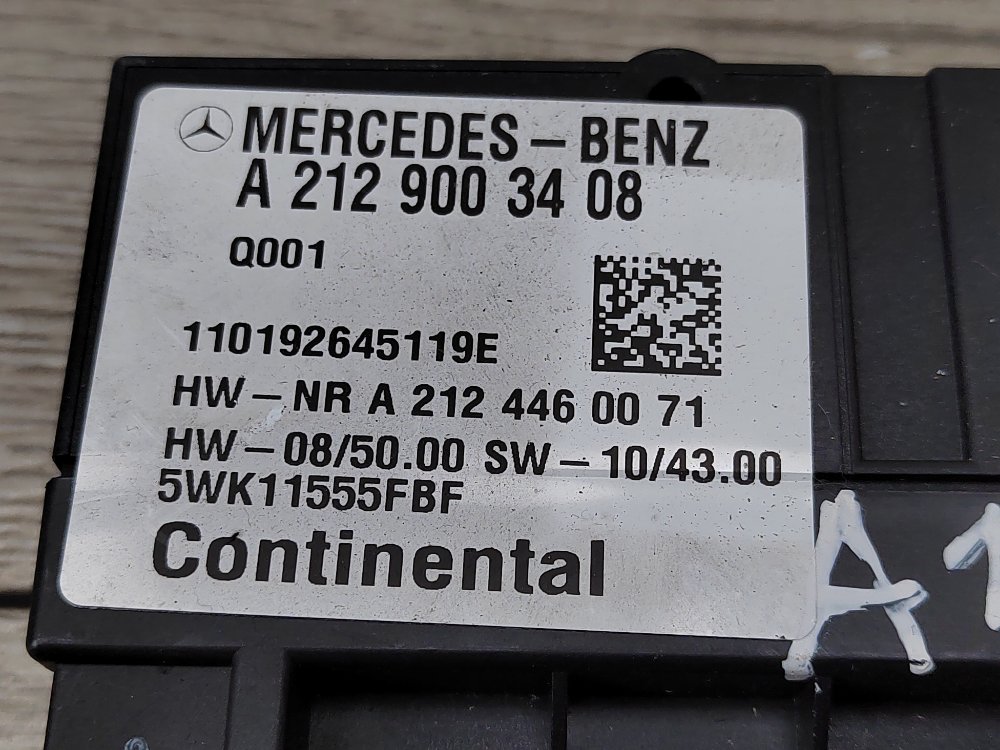 MERCEDES-BENZ
A 212 900 34 08
Q001
110192645119E
HW-NR A 212 446 00 71
HW-08/50.00 SW-10/43.00
5WK11555FBF
Continental
A1